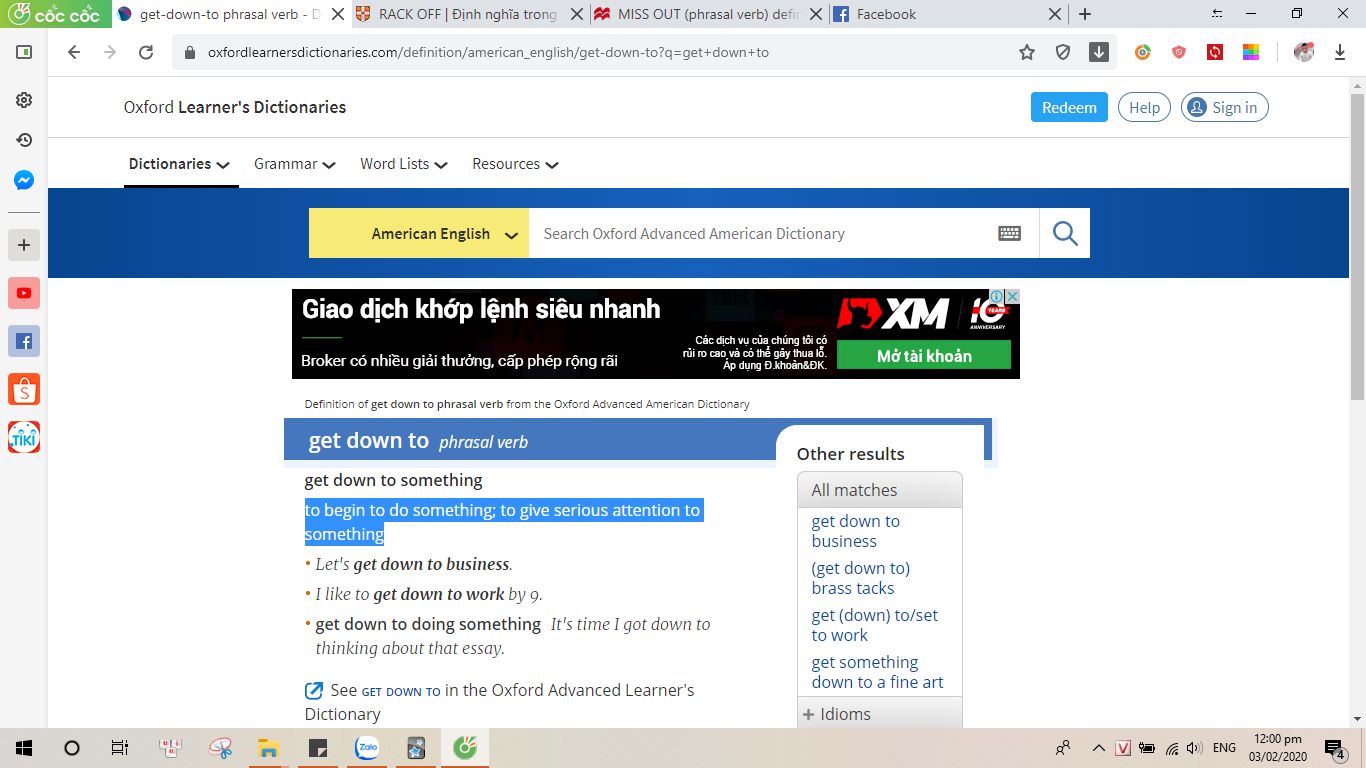 cốc cốc
get-down-to phrasal verb - D
RACK OFF | Định nghĩa trong
MISS OUT (phrasal verb) defin
Facebook
oxfordlearnersdictionaries.com/definition/american_english/get-down-to?q=get+down+to
Oxford Learner's Dictionaries
Redeem
Help
Sign in
Dictionaries
Grammar
Word Lists
Resources
American English
Search Oxford Advanced American Dictionary
Giao dịch khớp lệnh siêu nhanh
Broker có nhiều giải thưởng, cấp phép rộng rãi
Các dịch vụ của chúng tôi có
rủi ro cao và có thể gây thua lỗ.
Áp dụng Đ.khoản&ĐK.
XM
10 YEARS
ANNIVERSARY
Mở tài khoản
Definition of get down to phrasal verb from the Oxford Advanced American Dictionary
get down to phrasal verb
get down to something
to begin to do something; to give serious attention to
something
• Let's get down to business.
• I like to get down to work by 9.
• get down to doing something It's time I got down to
thinking about that essay.
See GET DOWN TO in the Oxford Advanced Learner's
Dictionary
Other results
All matches
get down to
business
(get down to)
brass tacks
get (down) to/set
to work
get something
down to a fine art
+ Idioms
TIKI
Zalo
V
ENG
12:00 pm
03/02/2020
4